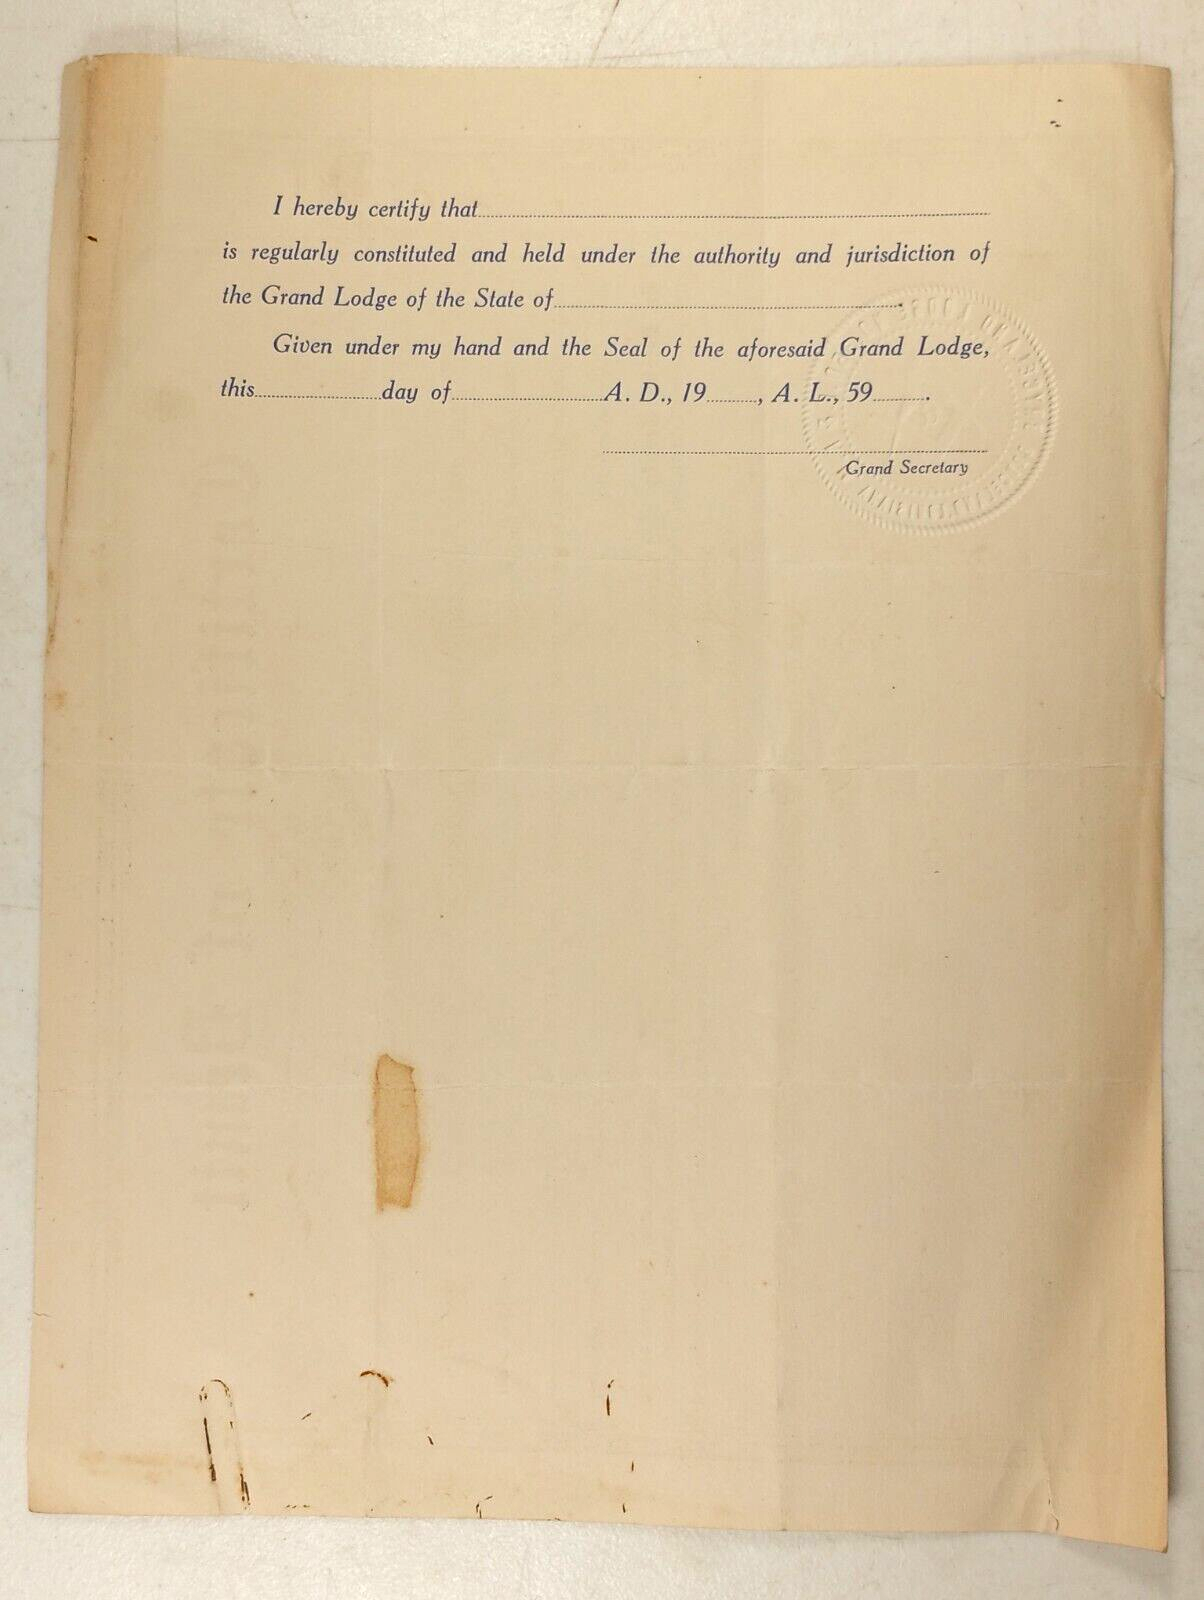 I hereby certify that
is regularly constituted and held under the authority and jurisdiction of
the Grand Lodge of the State of
Given under my hand and the Seal of the aforesaid Grand Lodge,
this day of A. D., 19 , A. L., 59 .
Grand Secretary